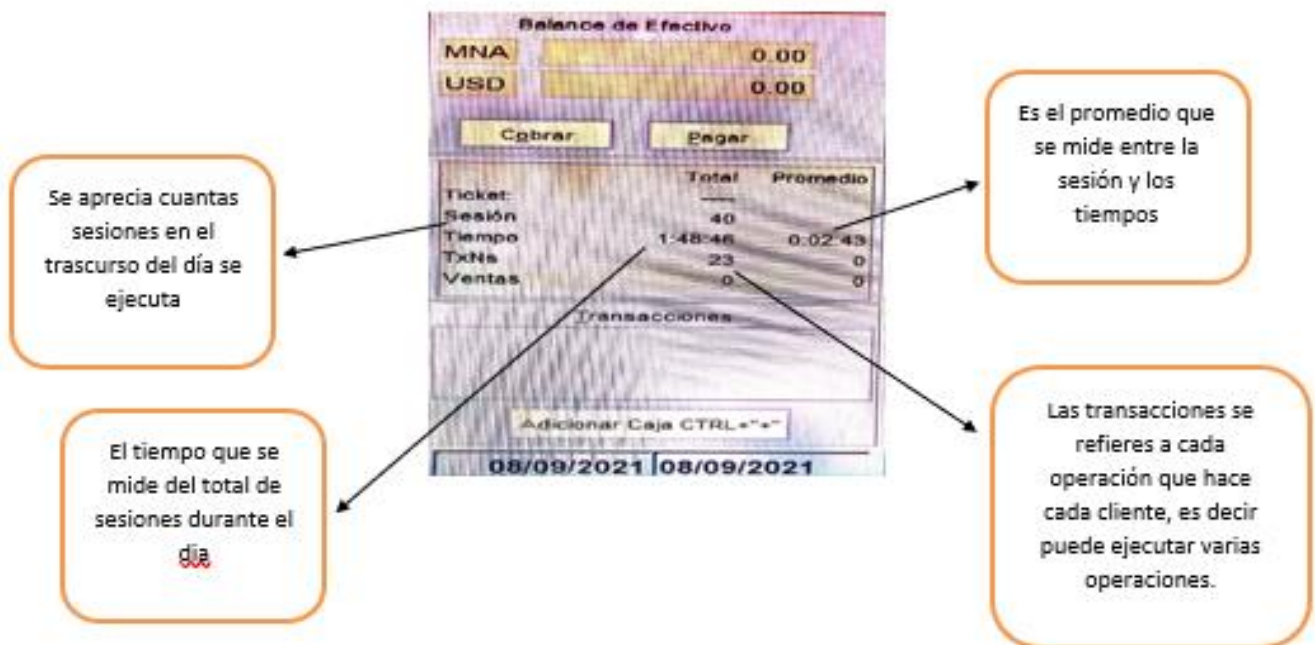 Balance de Efectivo
MNA 0.00
USD 0.00
Cobrar Pagar
Total Promedio
Ticket:
Sesión 40
Tiempo 1:48:46 0:02:43
TxNs 23 0
Ventas 0 0
Transacciones
Adicionar Caja CTRL+"+"
08/09/2021 08/09/2021
Se aprecia cuantas
sesiones en el
trascurso del día se
ejecuta
El tiempo que se
mide del total de
sesiones durante el
dia
Es el promedio que
se mide entre la
sesión y los
tiempos
Las transacciones se
refieres a cada
operación que hace
cada cliente, es decir
puede ejecutar varias
operaciones.